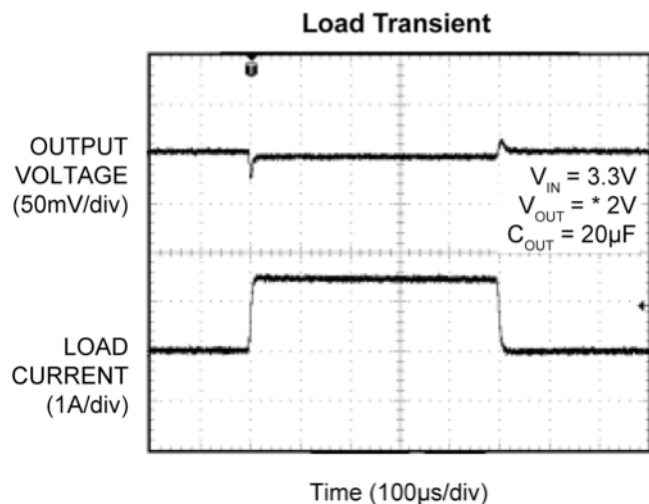 Load Transient
OUTPUT
VOLTAGE
(50mV/div)
V_IN = 3.3V
V_OUT = * 2V
C_OUT = 20µF
LOAD
CURRENT
(1A/div)
Time (100µs/div)